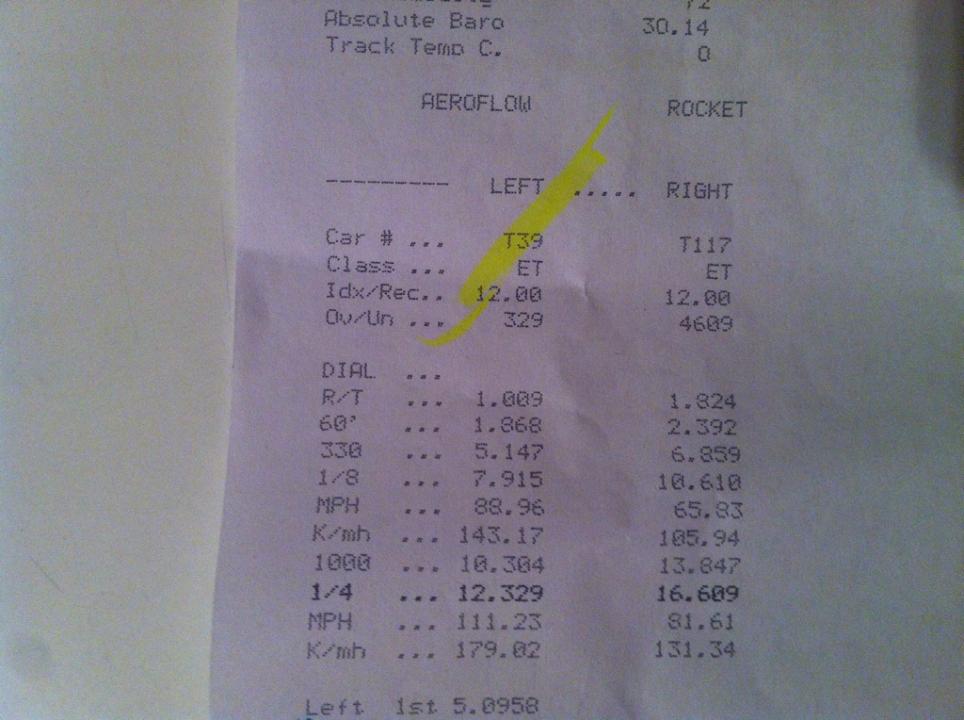 72
Absolute Baro 30.14
Track Temp C. 0
AEROFLOW ROCKET
--------- LEFT ..... RIGHT
Car # ... T39 T117
Class ... ET ET
Idx/Rec.. 12.00 12.00
Ov/Un ... 329 4609
DIAL ...
R/T ... 1.009 1.824
60' ... 1.868 2.392
330 ... 5.147 6.859
1/8 ... 7.915 10.610
MPH ... 88.96 65.83
K/mh ... 143.17 105.94
1000 ... 10.304 13.847
1/4 ... 12.329 16.609
MPH ... 111.23 81.61
K/mh ... 179.02 131.34
Left 1st 5.0958